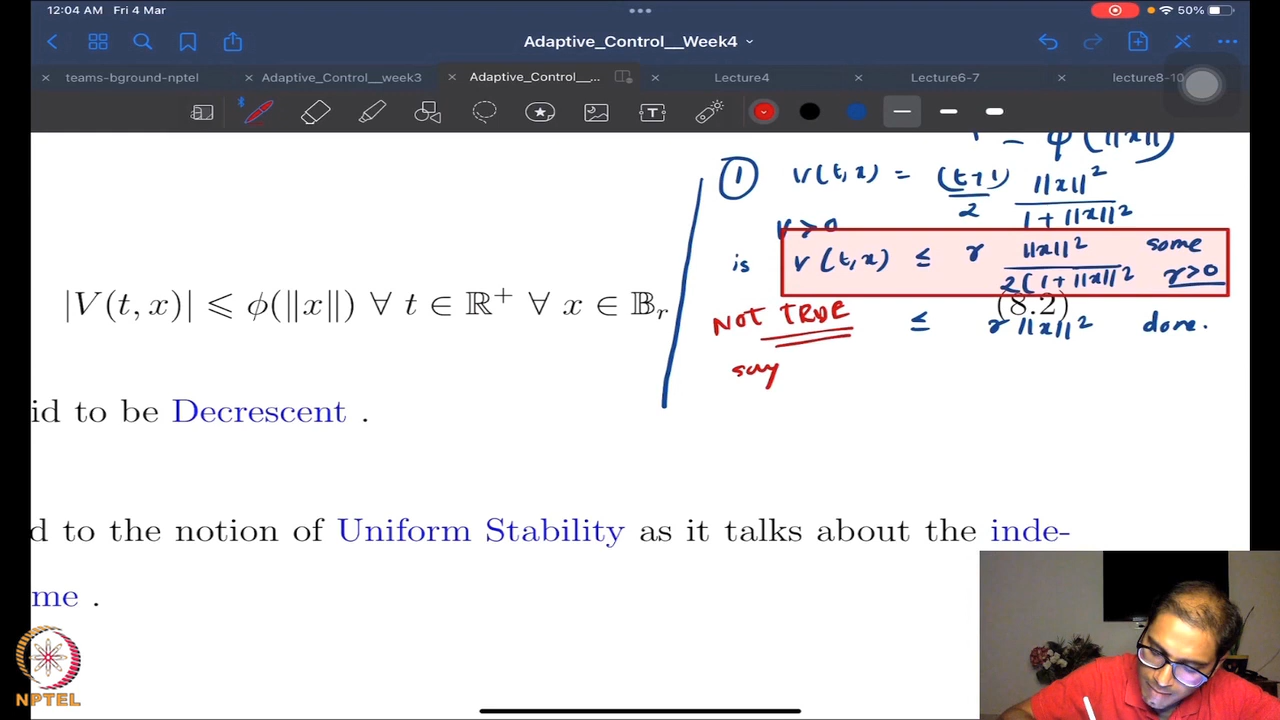 12:04 AM Fri 4 Mar
50%
Adaptive_Control__Week4
teams-bground-nptel
Adaptive_Control__week3
Adaptive_Control__...
Lecture4
Lecture6-7
lecture8-10
= φ(||x||)
① V(t,x) = (t+1)/2 ||x||²/(1+||x||²
V > 0
is V(t,x) ≤ r ||x||²/2(1+||x||² some r>0
|V(t, x)| ⩽ ϕ(∥x∥) ∀ t ∈ ℝ⁺ ∀ x ∈ 𝔹ᵣ (8.2)
NOT TRUE ≤ r ||x||² done.
say
id to be Decrescent .
d to the notion of Uniform Stability as it talks about the inde-
me .
NPTEL